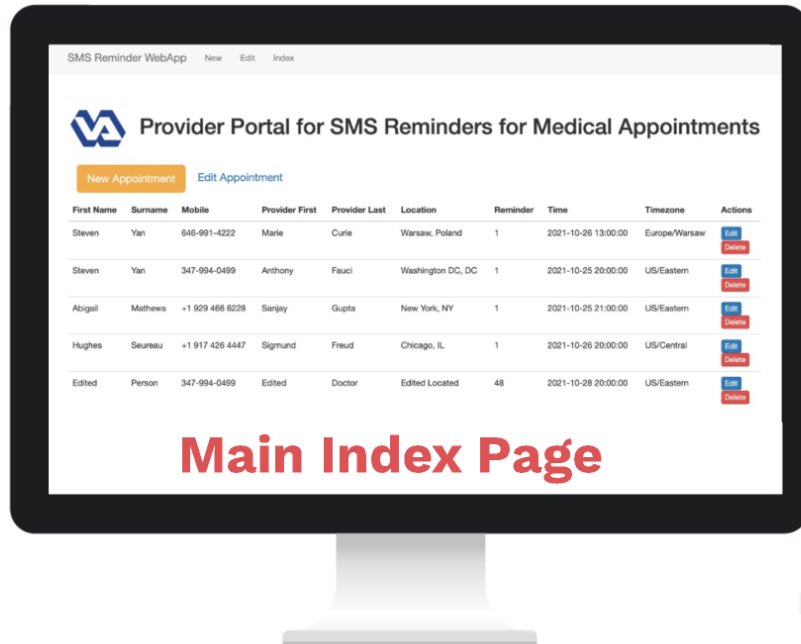 SMS Reminder WebApp New Edit Index
VA Provider Portal for SMS Reminders for Medical Appointments
New Appointment Edit Appointment
First Name Surname Mobile Provider First Provider Last Location Reminder Time Timezone Actions
Steven Yan 646-991-4222 Marie Curie Warsaw, Poland 1 2021-10-26 13:00:00 Europe/Warsaw Edit
Delete
Steven Yan 347-994-0499 Anthony Fauci Washington DC, DC 1 2021-10-25 20:00:00 US/Eastern Edit
Delete
Abigail Mathews +1 929 466 6228 Sanjay Gupta New York, NY 1 2021-10-25 21:00:00 US/Eastern Edit
Delete
Hughes Seureau +1 917 426 4447 Sigmund Freud Chicago, IL 1 2021-10-26 20:00:00 US/Central Edit
Delete
Edited Person 347-994-0499 Edited Doctor Edited Located 48 2021-10-28 20:00:00 US/Eastern Edit
Delete
Main Index Page